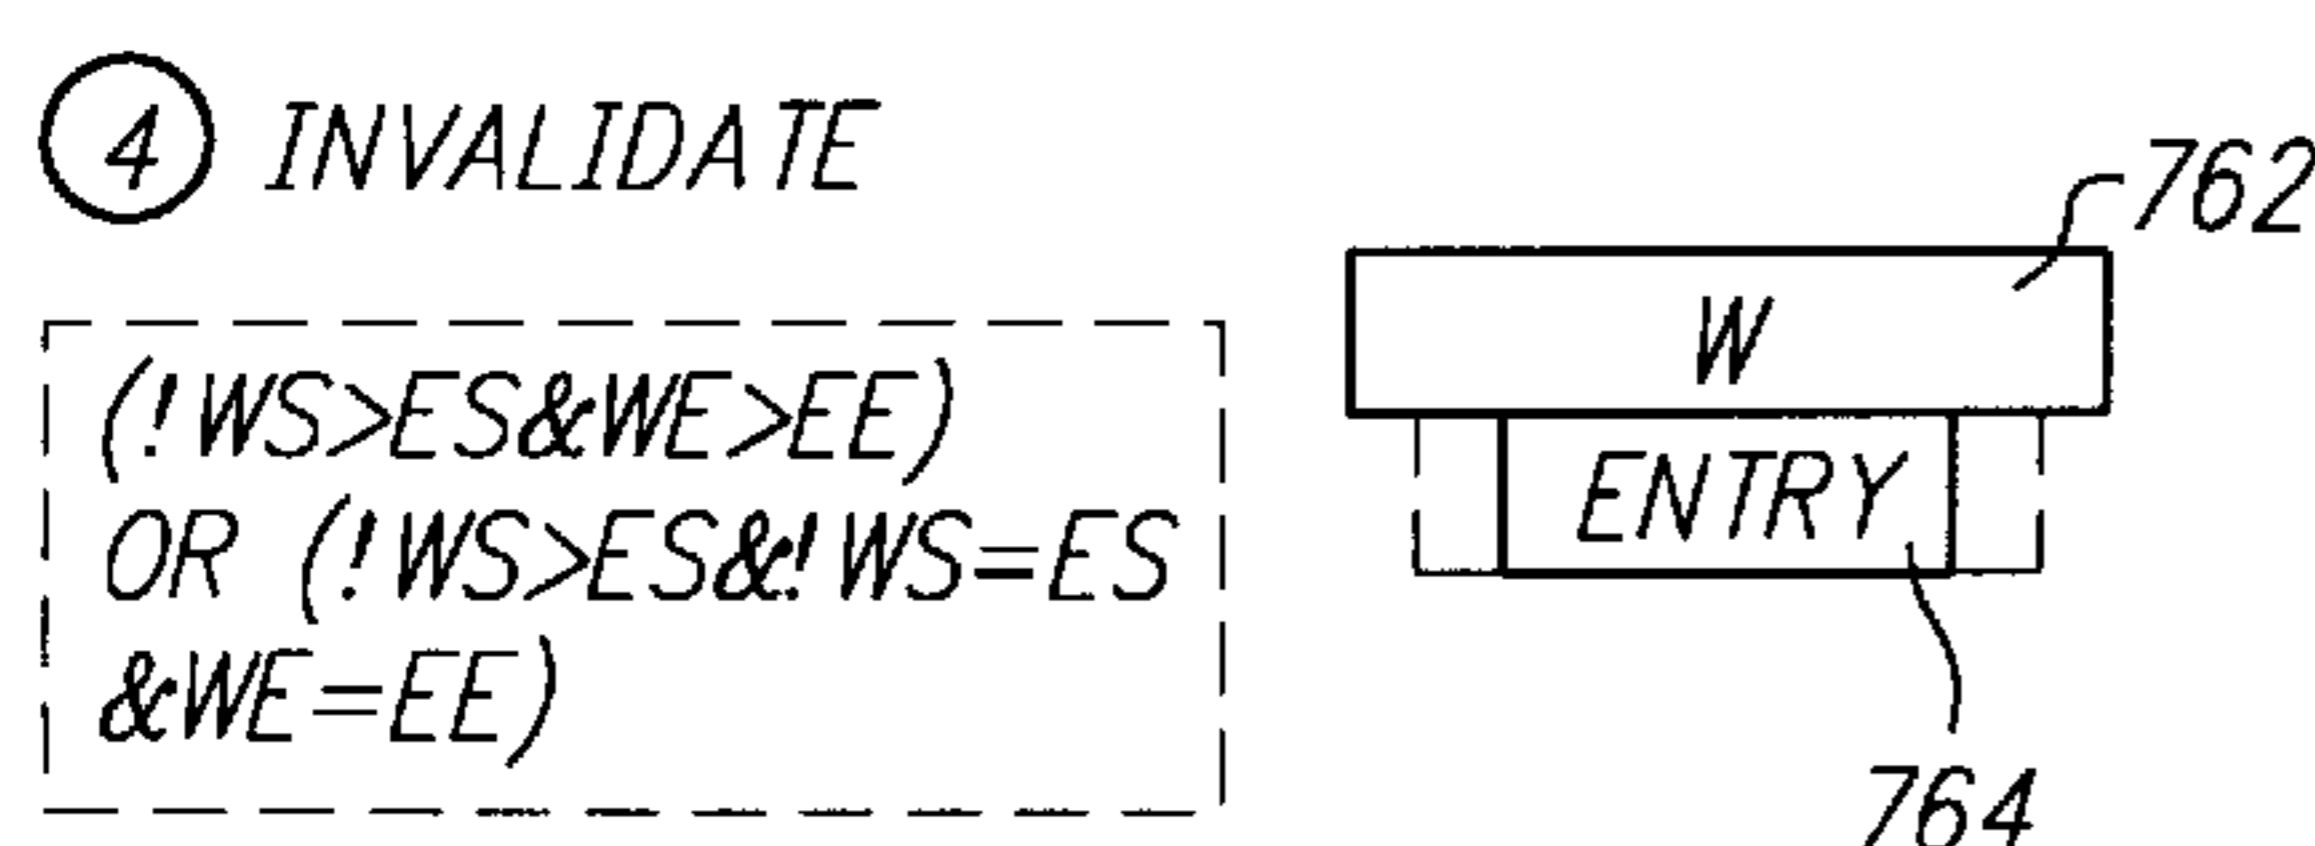 4 INVALIDATE
762
W
(!WS>ES&WE>EE)
OR (!WS>ES&!WS=ES
&WE=EE)
ENTRY
764